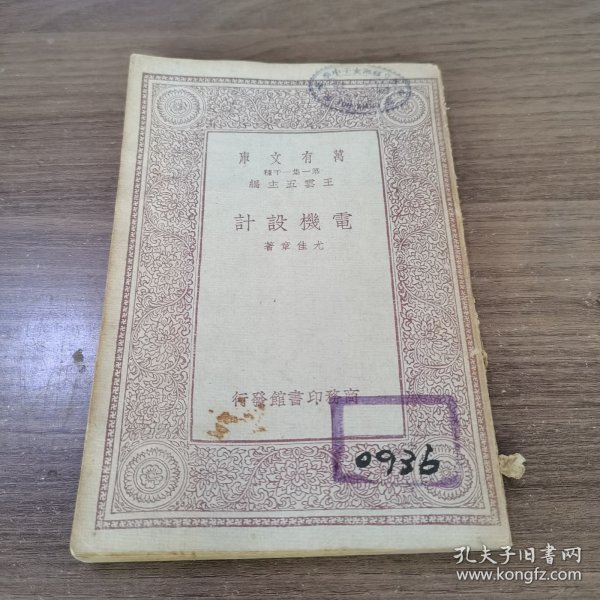 庫文有萬
種千一集一第
編主五雲王
計設機電
著章佳尤
行發館書印務商
0936
孔夫子旧书网
www.kongfz.com